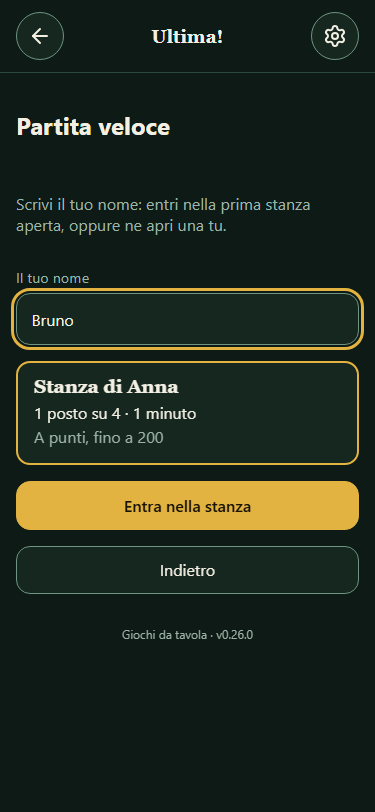 Ultima!
Partita veloce
Scrivi il tuo nome: entri nella prima stanza
aperta, oppure ne apri una tu.
Il tuo nome
Bruno
Stanza di Anna
1 posto su 4 · 1 minuto
A punti, fino a 200
Entra nella stanza
Indietro
Giochi da tavola · v0.26.0